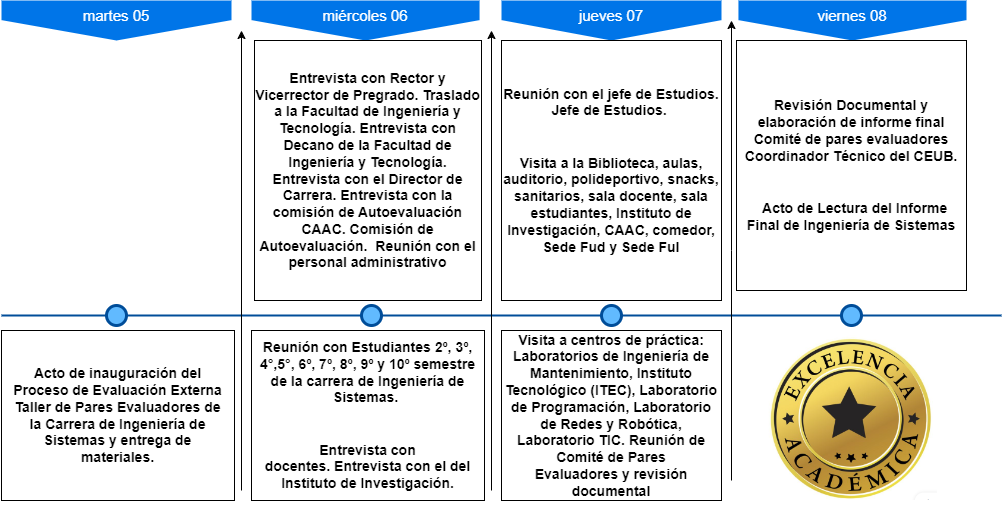 martes 05
miércoles 06
jueves 07
viernes 08
Entrevista con Rector y
Vicerrector de Pregrado. Traslado
a la Facultad de Ingeniería y
Tecnología. Entrevista con
Decano de la Facultad de
Ingeniería y Tecnología.
Entrevista con el Director de
Carrera. Entrevista con la
comisión de Autoevaluación
CAAC. Comisión de
Autoevaluación.  Reunión con el
personal administrativo
Reunión con el jefe de Estudios.
Jefe de Estudios.
Visita a la Biblioteca, aulas,
auditorio, polideportivo, snacks,
sanitarios, sala docente, sala
estudiantes, Instituto de
Investigación, CAAC, comedor,
Sede Fud y Sede Ful
Revisión Documental y
elaboración de informe final
Comité de pares evaluadores
Coordinador Técnico del CEUB.
Acto de Lectura del Informe
Final de Ingeniería de Sistemas
Acto de inauguración del
Proceso de Evaluación Externa
Taller de Pares Evaluadores de
la Carrera de Ingeniería de
Sistemas y entrega de
materiales.
Reunión con Estudiantes 2º, 3º,
4°,5°, 6º, 7º, 8º, 9º y 10º semestre
de la carrera de Ingeniería de
Sistemas.
Entrevista con
docentes. Entrevista con el del
Instituto de Investigación.
Visita a centros de práctica:
Laboratorios de Ingeniería de
Mantenimiento, Instituto
Tecnológico (ITEC), Laboratorio
de Programación, Laboratorio
de Redes y Robótica,
Laboratorio TIC. Reunión de
Comité de Pares
Evaluadores y revisión
documental
EXCELENCIA
ACADÉMICA